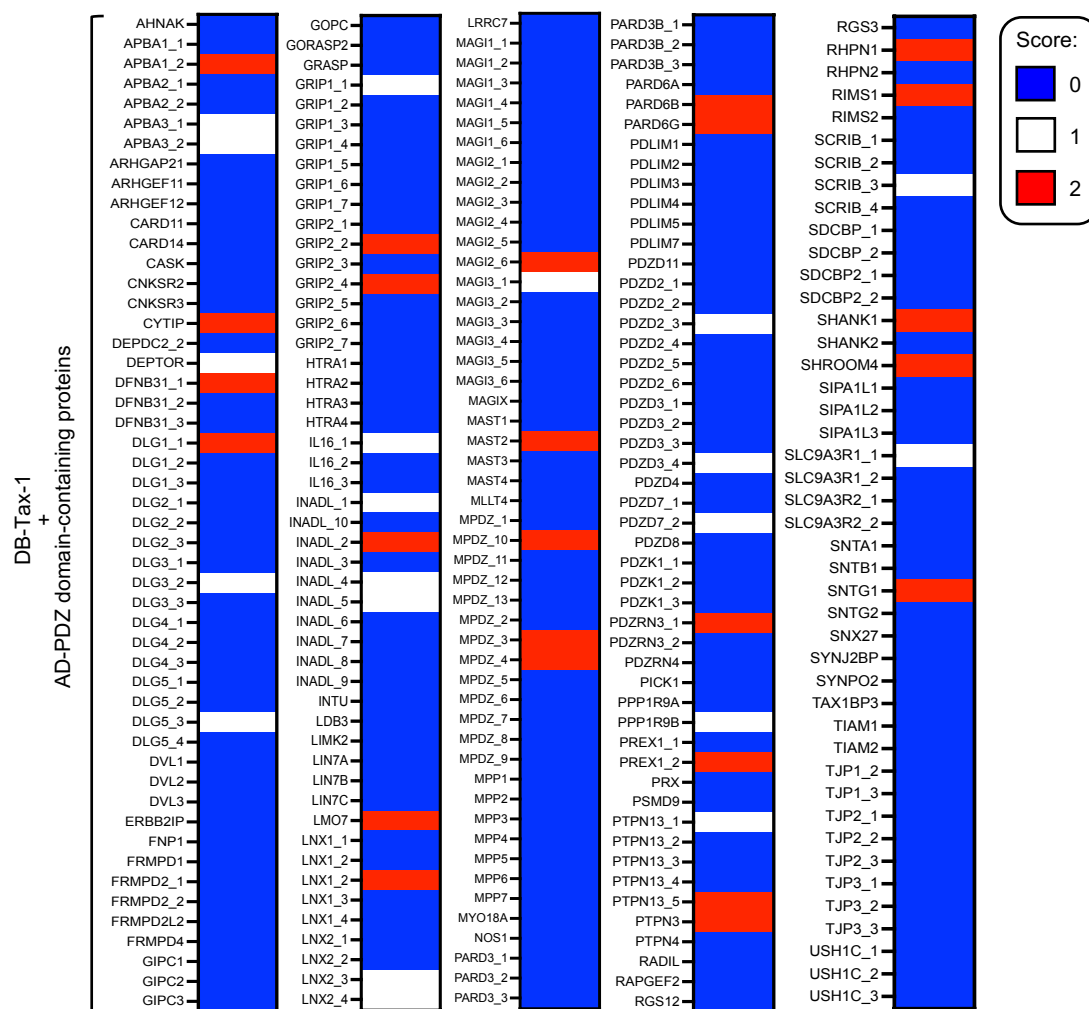 DB-Tax-1
+
AD-PDZ domain-containing proteins
AHNAK
APBA1_1
APBA1_2
APBA2_1
APBA2_2
APBA3_1
APBA3_2
ARHGAP21
ARHGEF11
ARHGEF12
CARD11
CARD14
CASK
CNKSR2
CNKSR3
CYTIP
DEPDC2_2
DEPTOR
DFNB31_1
DFNB31_2
DFNB31_3
DLG1_1
DLG1_2
DLG1_3
DLG2_1
DLG2_2
DLG2_3
DLG3_1
DLG3_2
DLG3_3
DLG4_1
DLG4_2
DLG4_3
DLG5_1
DLG5_2
DLG5_3
DLG5_4
DVL1
DVL2
DVL3
ERBB2IP
FNP1
FRMPD1
FRMPD2_1
FRMPD2_2
FRMPD2L2
FRMPD4
GIPC1
GIPC2
GIPC3
GOPC
GORASP2
GRASP
GRIP1_1
GRIP1_2
GRIP1_3
GRIP1_4
GRIP1_5
GRIP1_6
GRIP1_7
GRIP2_1
GRIP2_2
GRIP2_3
GRIP2_4
GRIP2_5
GRIP2_6
GRIP2_7
HTRA1
HTRA2
HTRA3
HTRA4
IL16_1
IL16_2
IL16_3
INADL_1
INADL_10
INADL_2
INADL_3
INADL_4
INADL_5
INADL_6
INADL_7
INADL_8
INADL_9
INTU
LDB3
LIMK2
LIN7A
LIN7B
LIN7C
LMO7
LNX1_1
LNX1_2
LNX1_2
LNX1_3
LNX1_4
LNX2_1
LNX2_2
LNX2_3
LNX2_4
LRRC7
MAGI1_1
MAGI1_2
MAGI1_3
MAGI1_4
MAGI1_5
MAGI1_6
MAGI2_1
MAGI2_2
MAGI2_3
MAGI2_4
MAGI2_5
MAGI2_6
MAGI3_1
MAGI3_2
MAGI3_3
MAGI3_4
MAGI3_5
MAGI3_6
MAGIX
MAST1
MAST2
MAST3
MAST4
MLLT4
MPDZ_1
MPDZ_10
MPDZ_11
MPDZ_12
MPDZ_13
MPDZ_2
MPDZ_3
MPDZ_4
MPDZ_5
MPDZ_6
MPDZ_7
MPDZ_8
MPDZ_9
MPP1
MPP2
MPP3
MPP4
MPP5
MPP6
MPP7
MYO18A
NOS1
PARD3_1
PARD3_2
PARD3_3
PARD3B_1
PARD3B_2
PARD3B_3
PARD6A
PARD6B
PARD6G
PDLIM1
PDLIM2
PDLIM3
PDLIM4
PDLIM5
PDLIM7
PDZD11
PDZD2_1
PDZD2_2
PDZD2_3
PDZD2_4
PDZD2_5
PDZD2_6
PDZD3_1
PDZD3_2
PDZD3_3
PDZD3_4
PDZD4
PDZD7_1
PDZD7_2
PDZD8
PDZK1_1
PDZK1_2
PDZK1_3
PDZRN3_1
PDZRN3_2
PDZRN4
PICK1
PPP1R9A
PPP1R9B
PREX1_1
PREX1_2
PRX
PSMD9
PTPN13_1
PTPN13_2
PTPN13_3
PTPN13_4
PTPN13_5
PTPN3
PTPN4
RADIL
RAPGEF2
RGS12
RGS3
RHPN1
RHPN2
RIMS1
RIMS2
SCRIB_1
SCRIB_2
SCRIB_3
SCRIB_4
SDCBP_1
SDCBP_2
SDCBP2_1
SDCBP2_2
SHANK1
SHANK2
SHROOM4
SIPA1L1
SIPA1L2
SIPA1L3
SLC9A3R1_1
SLC9A3R1_2
SLC9A3R2_1
SLC9A3R2_2
SNTA1
SNTB1
SNTG1
SNTG2
SNX27
SYNJ2BP
SYNPO2
TAX1BP3
TIAM1
TIAM2
TJP1_2
TJP1_3
TJP2_1
TJP2_2
TJP2_3
TJP3_1
TJP3_2
TJP3_3
USH1C_1
USH1C_2
USH1C_3
Score:
0
1
2